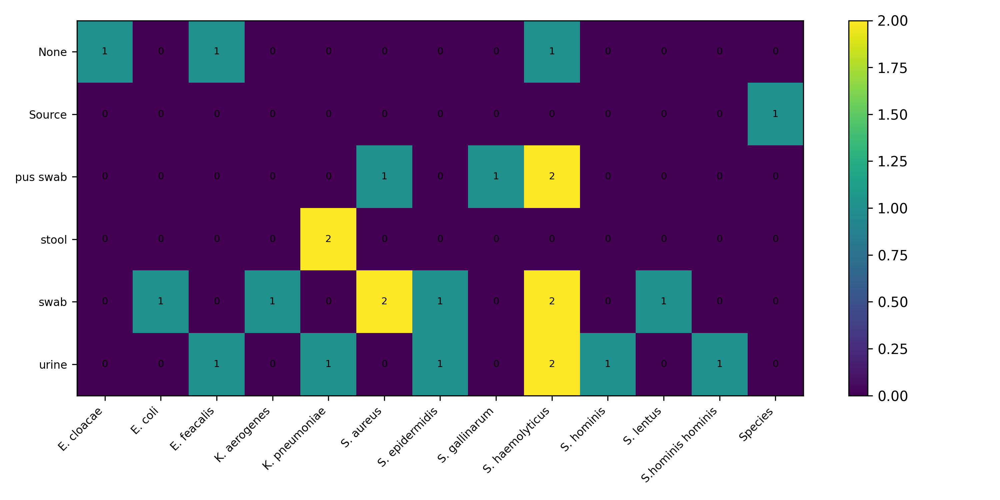 None 1 0 1 0 0 0 0 0 1 0 0 0 0
Source 0 0 0 0 0 0 0 0 0 0 0 0 1
pus swab 0 0 0 0 0 1 0 1 2 0 0 0 0
stool 0 0 0 0 2 0 0 0 0 0 0 0 0
swab 0 1 0 1 0 2 1 0 2 0 1 0 0
urine 0 0 1 0 1 0 1 0 2 1 0 1 0
E. cloacae
E. coli
E. feacalis
K. aerogenes
K. pneumoniae
S. aureus
S. epidermidis
S. gallinarum
S. haemolyticus
S. hominis
S. lentus
S.hominis hominis
Species
2.00
1.75
1.50
1.25
1.00
0.75
0.50
0.25
0.00